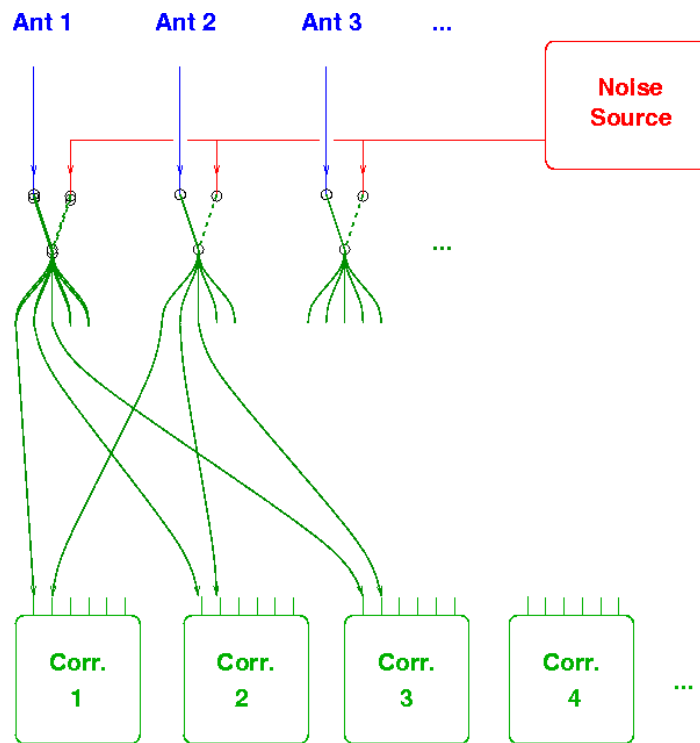 Ant 1 Ant 2 Ant 3 ...
Noise
Source
...
Corr. Corr. Corr. Corr.
1 2 3 4 ...